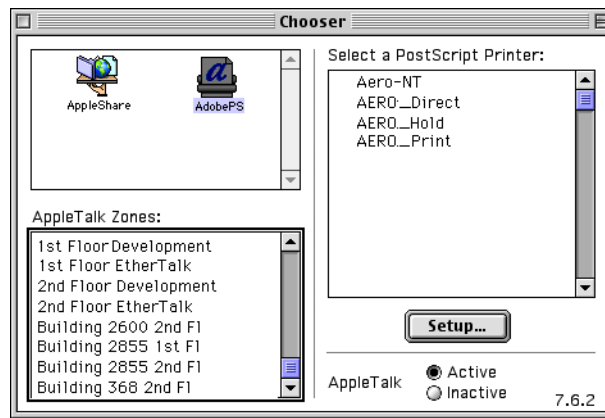 Chooser
AppleShare
AdobePS
AppleTalk Zones:
1st Floor Development
1st Floor EtherTalk
2nd Floor Development
2nd Floor EtherTalk
Building 2600 2nd Fl
Building 2855 1st Fl
Building 2855 2nd Fl
Building 368 2nd Fl
Select a PostScript Printer:
Aero-NT
AERO_Direct
AERO_Hold
AERO_Print
Setup...
AppleTalk
Active
Inactive
7.6.2